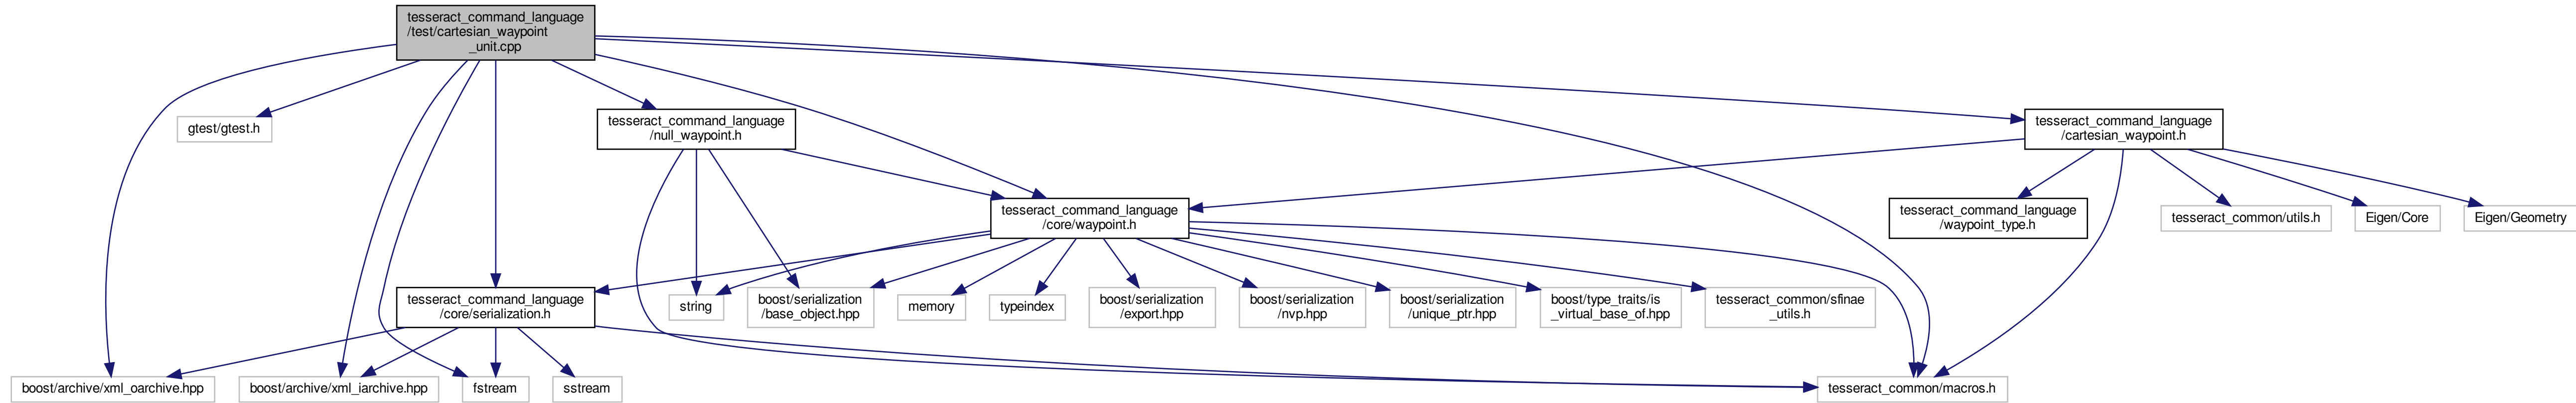 tesseract_command_language
/test/cartesian_waypoint
_unit.cpp
gtest/gtest.h
tesseract_command_language
/null_waypoint.h
tesseract_command_language
/cartesian_waypoint.h
tesseract_command_language
/core/waypoint.h
tesseract_command_language
/waypoint_type.h
tesseract_common/utils.h
Eigen/Core
Eigen/Geometry
tesseract_command_language
/core/serialization.h
string
boost/serialization
/base_object.hpp
memory
typeindex
boost/serialization
/export.hpp
boost/serialization
/nvp.hpp
boost/serialization
/unique_ptr.hpp
boost/type_traits/is
_virtual_base_of.hpp
tesseract_common/sfinae
_utils.h
boost/archive/xml_oarchive.hpp
boost/archive/xml_iarchive.hpp
fstream
sstream
tesseract_common/macros.h